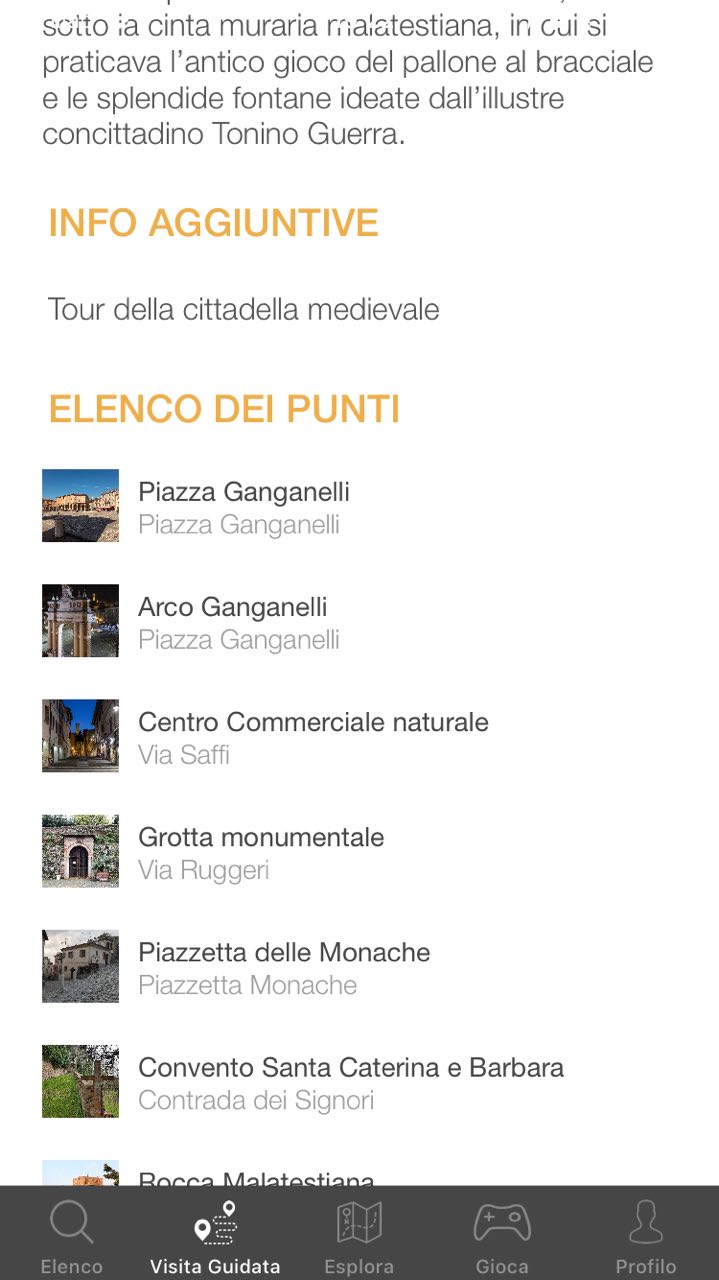 sotto la cinta muraria malatestiana, in cui si
praticava l’antico gioco del pallone al bracciale
e le splendide fontane ideate dall’illustre
concittadino Tonino Guerra.
INFO AGGIUNTIVE
Tour della cittadella medievale
ELENCO DEI PUNTI
Piazza Ganganelli
Piazza Ganganelli
Arco Ganganelli
Piazza Ganganelli
Centro Commerciale naturale
Via Saffi
Grotta monumentale
Via Ruggeri
Piazzetta delle Monache
Piazzetta Monache
Convento Santa Caterina e Barbara
Contrada dei Signori
Rocca Malatestiana
Elenco
Visita Guidata
Esplora
Gioca
Profilo